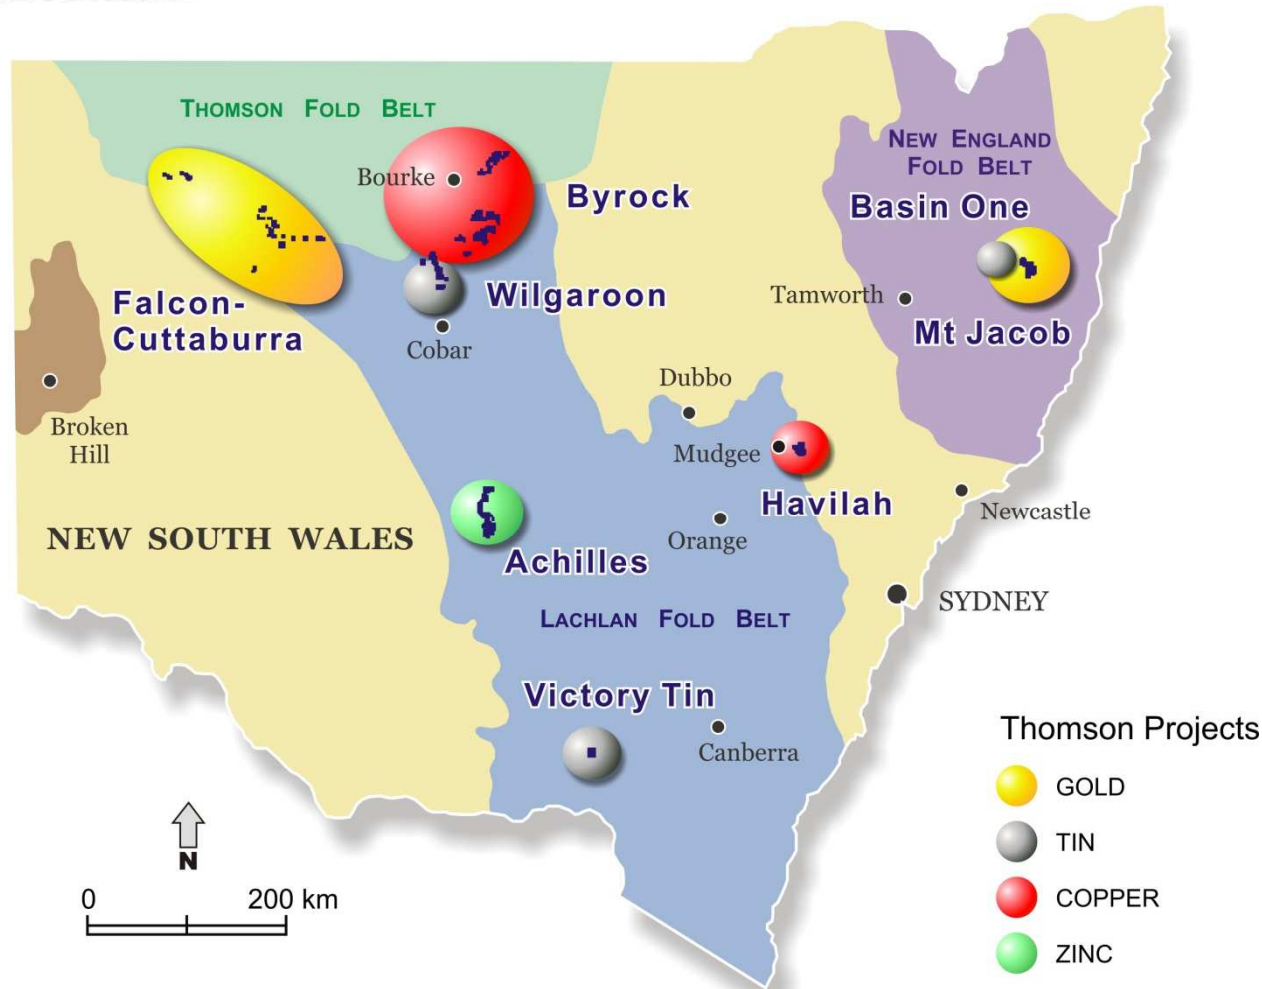 THOMSON FOLD BELT
NEW ENGLAND
FOLD BELT
Bourke
Byrock
Basin One
Falcon-
Cuttaburra
Wilgaroon
Tamworth
Mt Jacob
Cobar
Dubbo
Broken
Hill
Mudgee
Havilah
Newcastle
NEW SOUTH WALES
Orange
Achilles
SYDNEY
LACHLAN FOLD BELT
Victory Tin
Canberra
Thomson Projects
GOLD
TIN
COPPER
ZINC
N
0 200 km